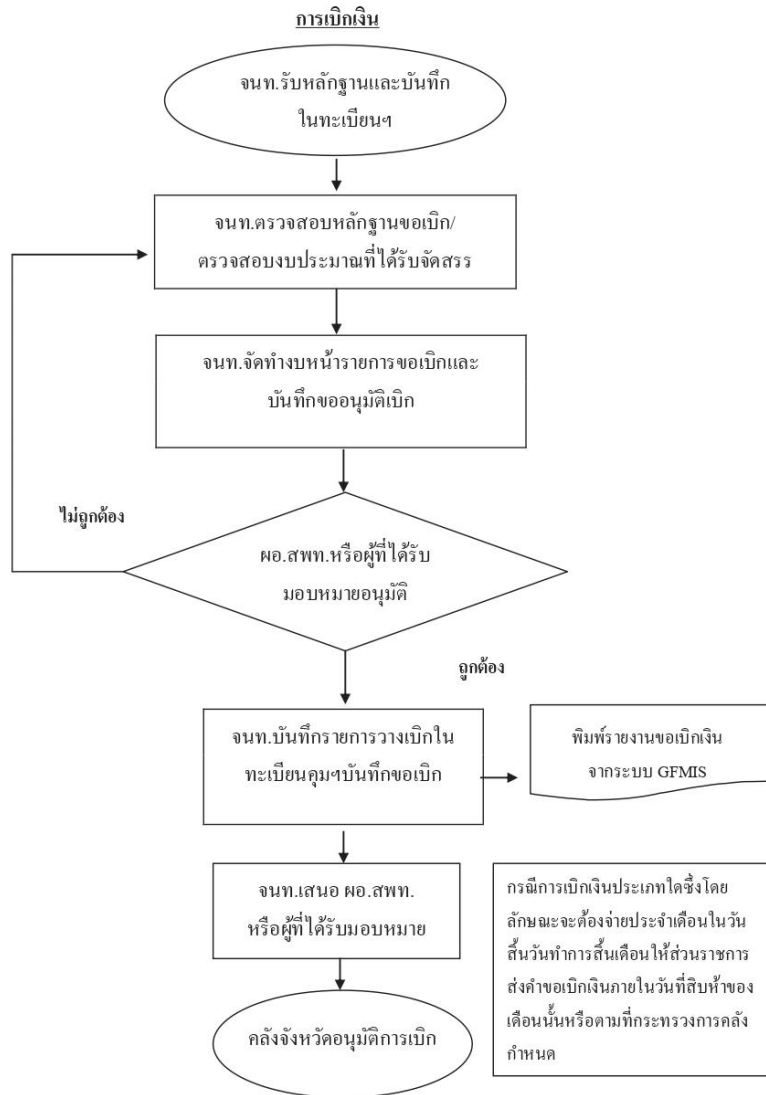 การเบิกเงิน
จนท.รับหลักฐานและบันทึก
ในทะเบียนฯ
จนท.ตรวจสอบหลักฐานขอเบิก/
ตรวจสอบงบประมาณที่ได้รับจัดสรร
จนท.จัดทำงบหน้ารายการขอเบิกและ
บันทึกขออนุมัติเบิก
ไม่ถูกต้อง
ผอ.สพท.หรือผู้ที่ได้รับ
มอบหมายอนุมัติ
ถูกต้อง
จนท.บันทึกรายการวางเบิกใน
ทะเบียนคุมฯบันทึกขอเบิก
พิมพ์รายงานขอเบิกเงิน
จากระบบ GFMIS
จนท.เสนอ ผอ.สพท.
หรือผู้ที่ได้รับมอบหมาย
กรณีการเบิกเงินประเภทใดซึ่งโดย
ลักษณะจะต้องจ่ายประจำเดือนในวัน
สิ้นวันทำการสิ้นเดือนให้ส่วนราชการ
ส่งคำขอเบิกเงินภายในวันที่สิบห้าของ
เดือนนั้นหรือตามที่กระทรวงการคลัง
กำหนด
คลังจังหวัดอนุมัติการเบิก